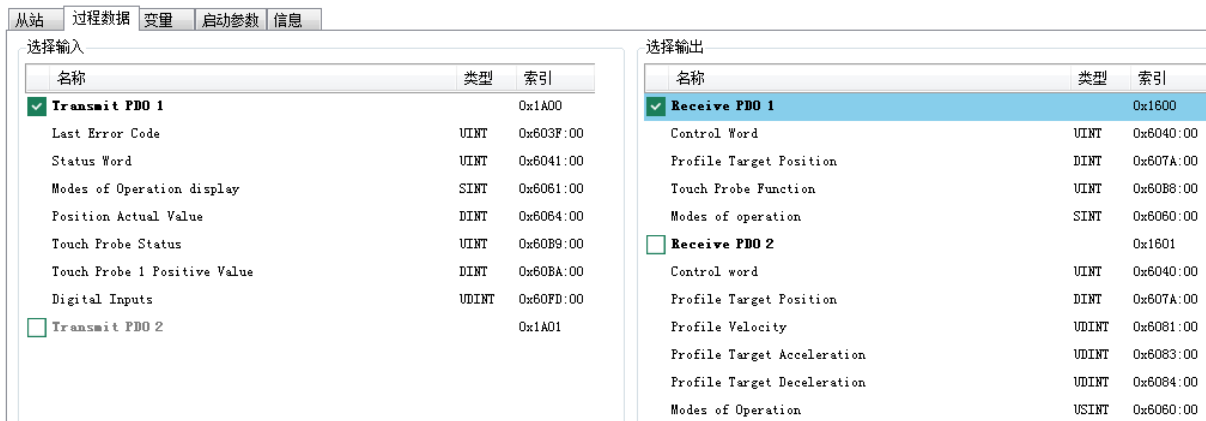 从站 过程数据 变量 启动参数 信息
选择输入
名称 类型 索引
Transmit PDO 1 0x1A00
Last Error Code UINT 0x603F:00
Status Word UINT 0x6041:00
Modes of Operation display SINT 0x6061:00
Position Actual Value DINT 0x6064:00
Touch Probe Status UINT 0x60B9:00
Touch Probe 1 Positive Value DINT 0x60BA:00
Digital Inputs UDINT 0x60FD:00
Transmit PDO 2 0x1A01
选择输出
名称 类型 索引
Receive PDO 1 0x1600
Control Word UINT 0x6040:00
Profile Target Position DINT 0x607A:00
Touch Probe Function UINT 0x60B8:00
Modes of operation SINT 0x6060:00
Receive PDO 2 0x1601
Control word UINT 0x6040:00
Profile Target Position DINT 0x607A:00
Profile Velocity UDINT 0x6081:00
Profile Target Acceleration UDINT 0x6083:00
Profile Target Deceleration UDINT 0x6084:00
Modes of Operation USINT 0x6060:00